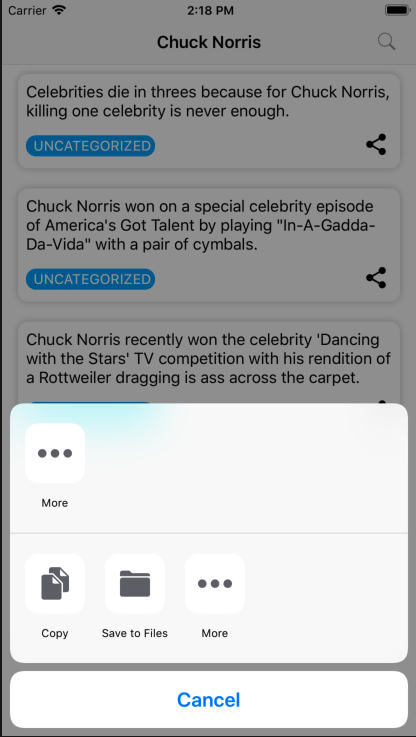 Carrier 2:18 PM
Chuck Norris
Celebrities die in threes because for Chuck Norris,
killing one celebrity is never enough.
UNCATEGORIZED
Chuck Norris won on a special celebrity episode
of America's Got Talent by playing "In-A-Gadda-
Da-Vida" with a pair of cymbals.
UNCATEGORIZED
Chuck Norris recently won the celebrity 'Dancing
with the Stars' TV competition with his rendition of
a Rottweiler dragging is ass across the carpet.
More
Copy Save to Files More
Cancel